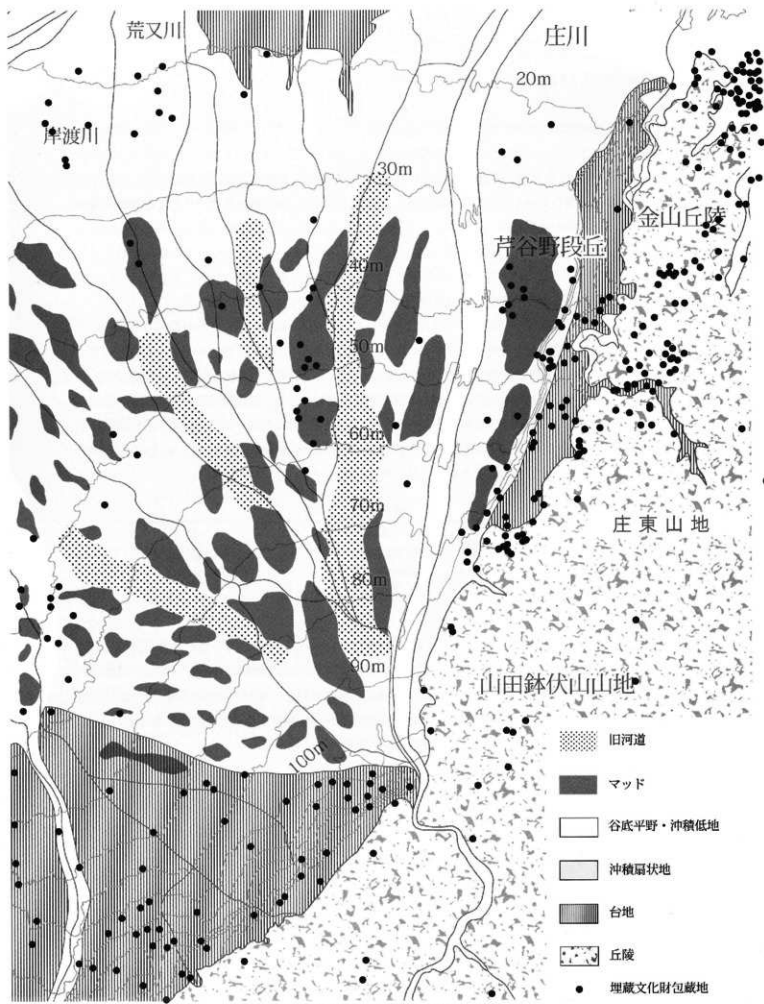 荒又川
庄川
20m
岸渡川
30m
金山丘陵
芹谷野段丘
40m
50m
60m
70m
庄東山地
80m
90m
山田鉢伏山山地
100m
旧河道
マッド
谷底平野・沖積低地
沖積扇状地
台地
丘陵
埋蔵文化財包蔵地